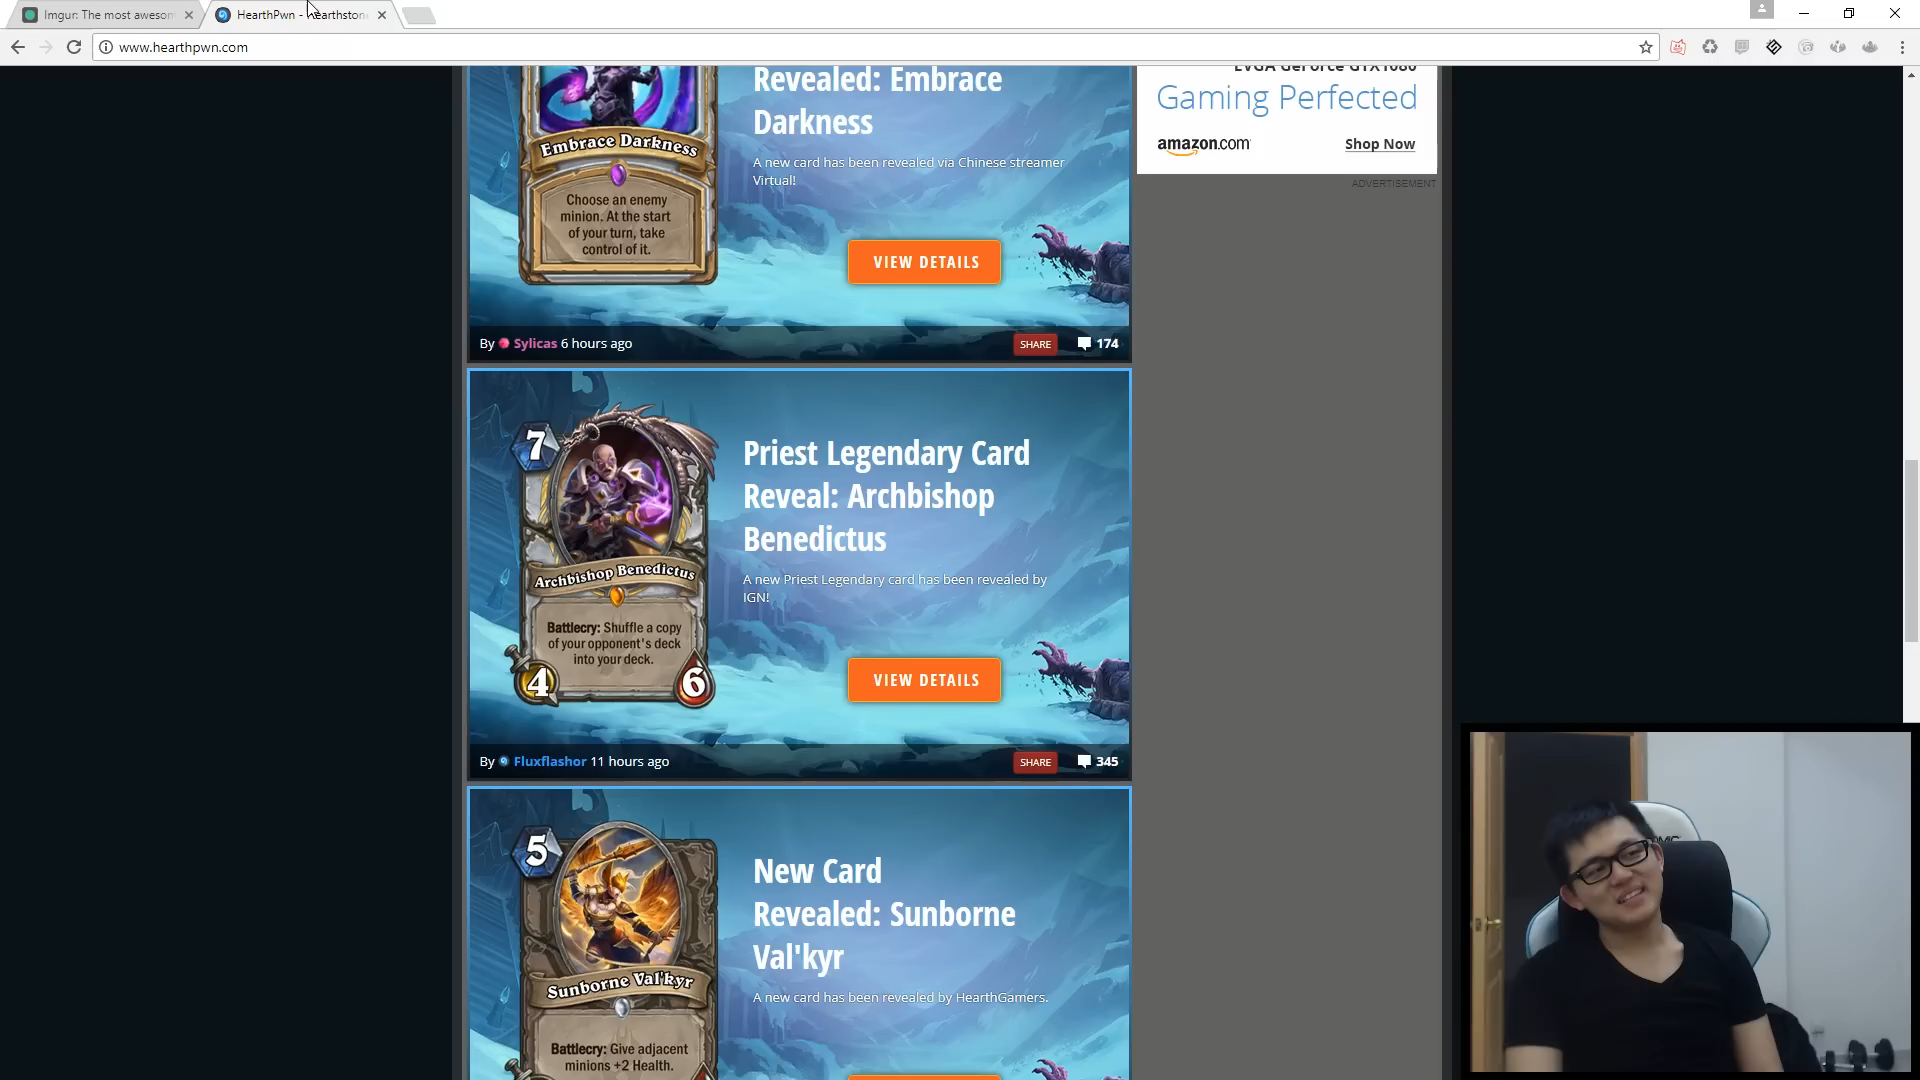 Imgur: The most awesom
HearthPwn - Hearthston
www.hearthpwn.com
Revealed: Embrace
Darkness
A new card has been revealed via Chinese streamer
Virtual!
VIEW DETAILS
Embrace Darkness
Choose an enemy
minion. At the start
of your turn, take
control of it.
By Sylicas 6 hours ago
SHARE
174
EVGA GeForce GTX1080
Gaming Perfected
amazon.com
Shop Now
ADVERTISEMENT
7
Archbishop Benedictus
Battlecry: Shuffle a copy
of your opponent's deck
into your deck.
4
6
Priest Legendary Card
Reveal: Archbishop
Benedictus
A new Priest Legendary card has been revealed by
IGN!
VIEW DETAILS
By Fluxflashor 11 hours ago
SHARE
345
5
Sunborne Val'kyr
Battlecry: Give adjacent
minions +2 Health.
New Card
Revealed: Sunborne
Val'kyr
A new card has been revealed by HearthGamers.